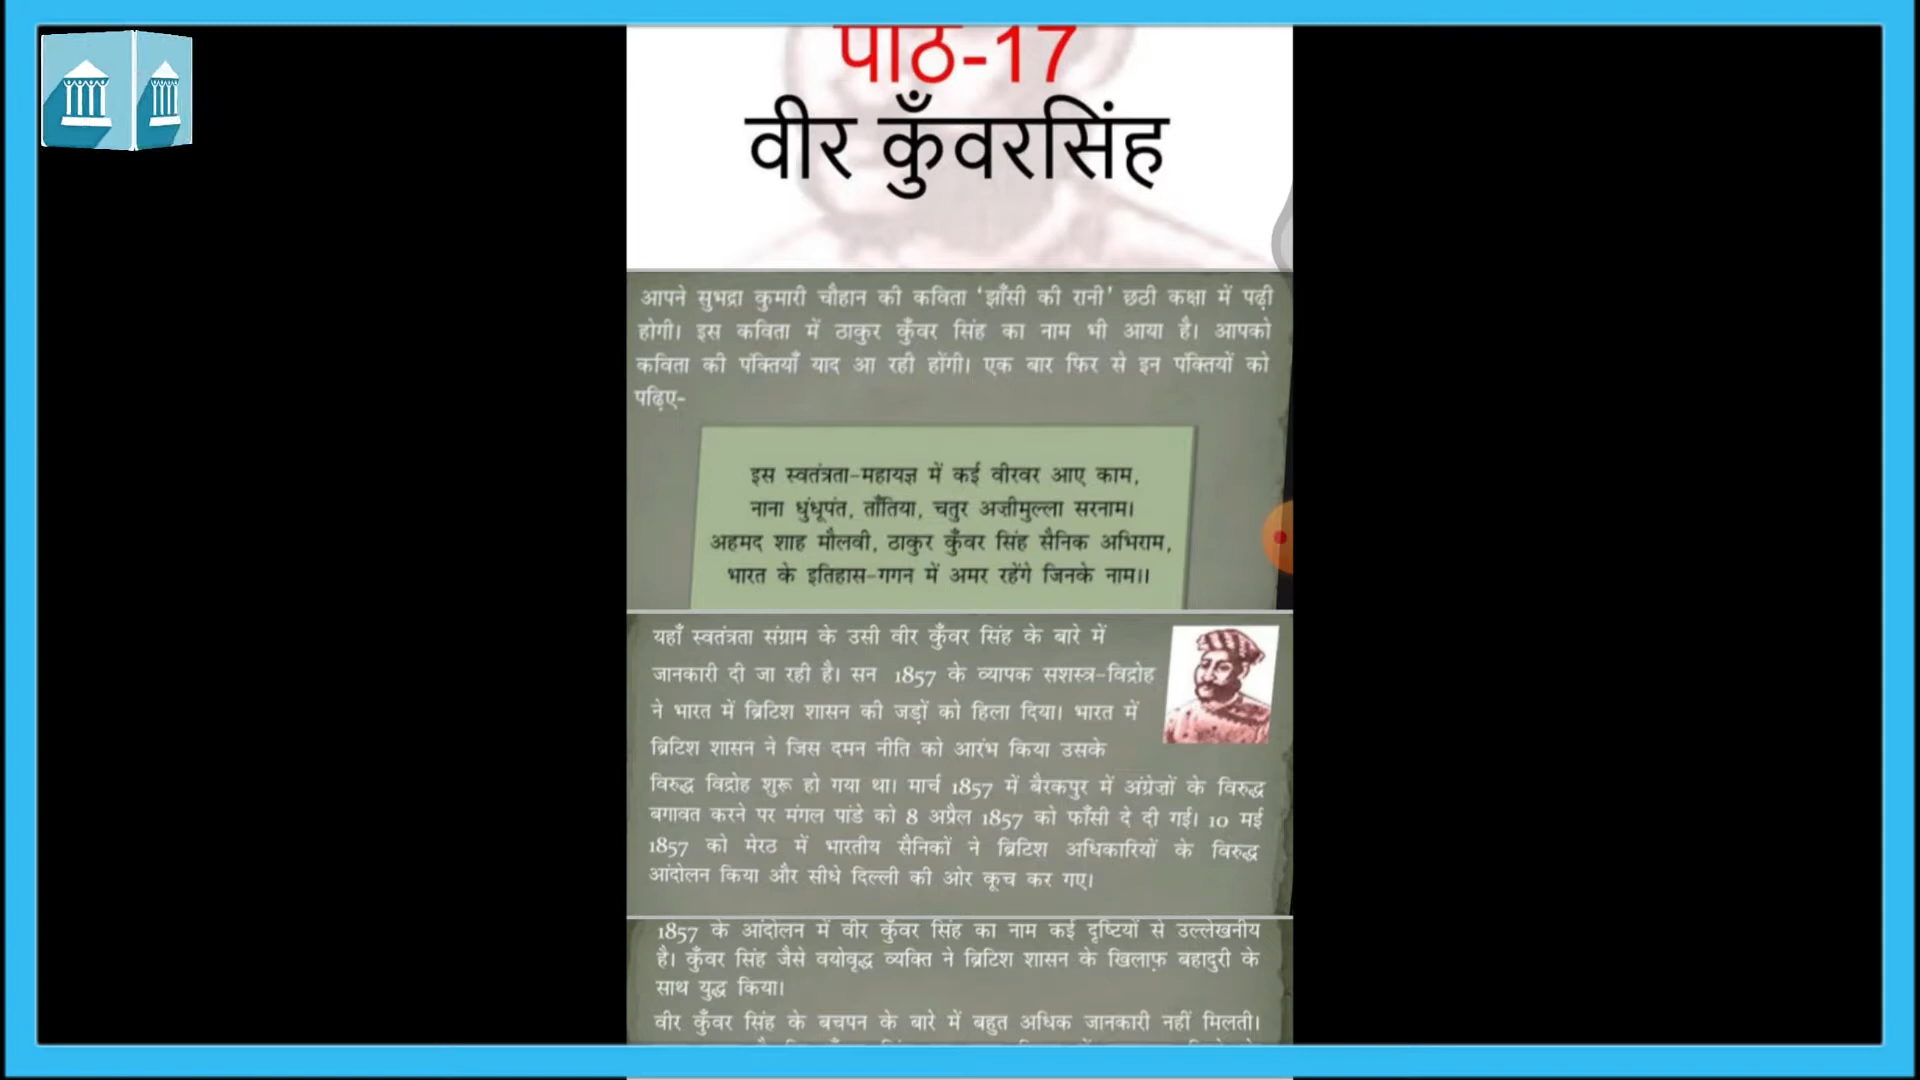 पाठ-17
वीर कुँवरसिंह
आपने सुभद्रा कुमारी चौहान की कविता ‘झाँसी की रानी’ छठी कक्षा में पढ़ी
होगी। इस कविता में ठाकुर कुँवर सिंह का नाम भी आया है। आपको
कविता की पंक्तियाँ याद आ रही होंगी। एक बार फिर से इन पंक्तियों को
पढ़िए-
इस स्वतंत्रता-महायज्ञ में कई वीरवर आए काम,
नाना धुंधूपंत, ताँतिया, चतुर अज़ीमुल्ला सरनाम।
अहमद शाह मौलवी, ठाकुर कुँवर सिंह सैनिक अभिराम,
भारत के इतिहास-गगन में अमर रहेंगे जिनके नाम।।
यहाँ स्वतंत्रता संग्राम के उसी वीर कुँवर सिंह के बारे में
जानकारी दी जा रही है। सन 1857 के व्यापक सशस्त्र-विद्रोह
ने भारत में ब्रिटिश शासन की जड़ों को हिला दिया। भारत में
ब्रिटिश शासन ने जिस दमन नीति को आरंभ किया उसके
विरुद्ध विद्रोह शुरू हो गया था। मार्च 1857 में बैरकपुर में अंग्रेज़ों के विरुद्ध
बगावत करने पर मंगल पांडे को 8 अप्रैल 1857 को फाँसी दे दी गई। 10 मई
1857 को मेरठ में भारतीय सैनिकों ने ब्रिटिश अधिकारियों के विरुद्ध
आंदोलन किया और सीधे दिल्ली की ओर कूच कर गए।
1857 के आंदोलन में वीर कुँवर सिंह का नाम कई दृष्टियों से उल्लेखनीय
है। कुँवर सिंह जैसे वयोवृद्ध व्यक्ति ने ब्रिटिश शासन के खिलाफ़ बहादुरी के
साथ युद्ध किया।
वीर कुँवर सिंह के बचपन के बारे में बहुत अधिक जानकारी नहीं मिलती।